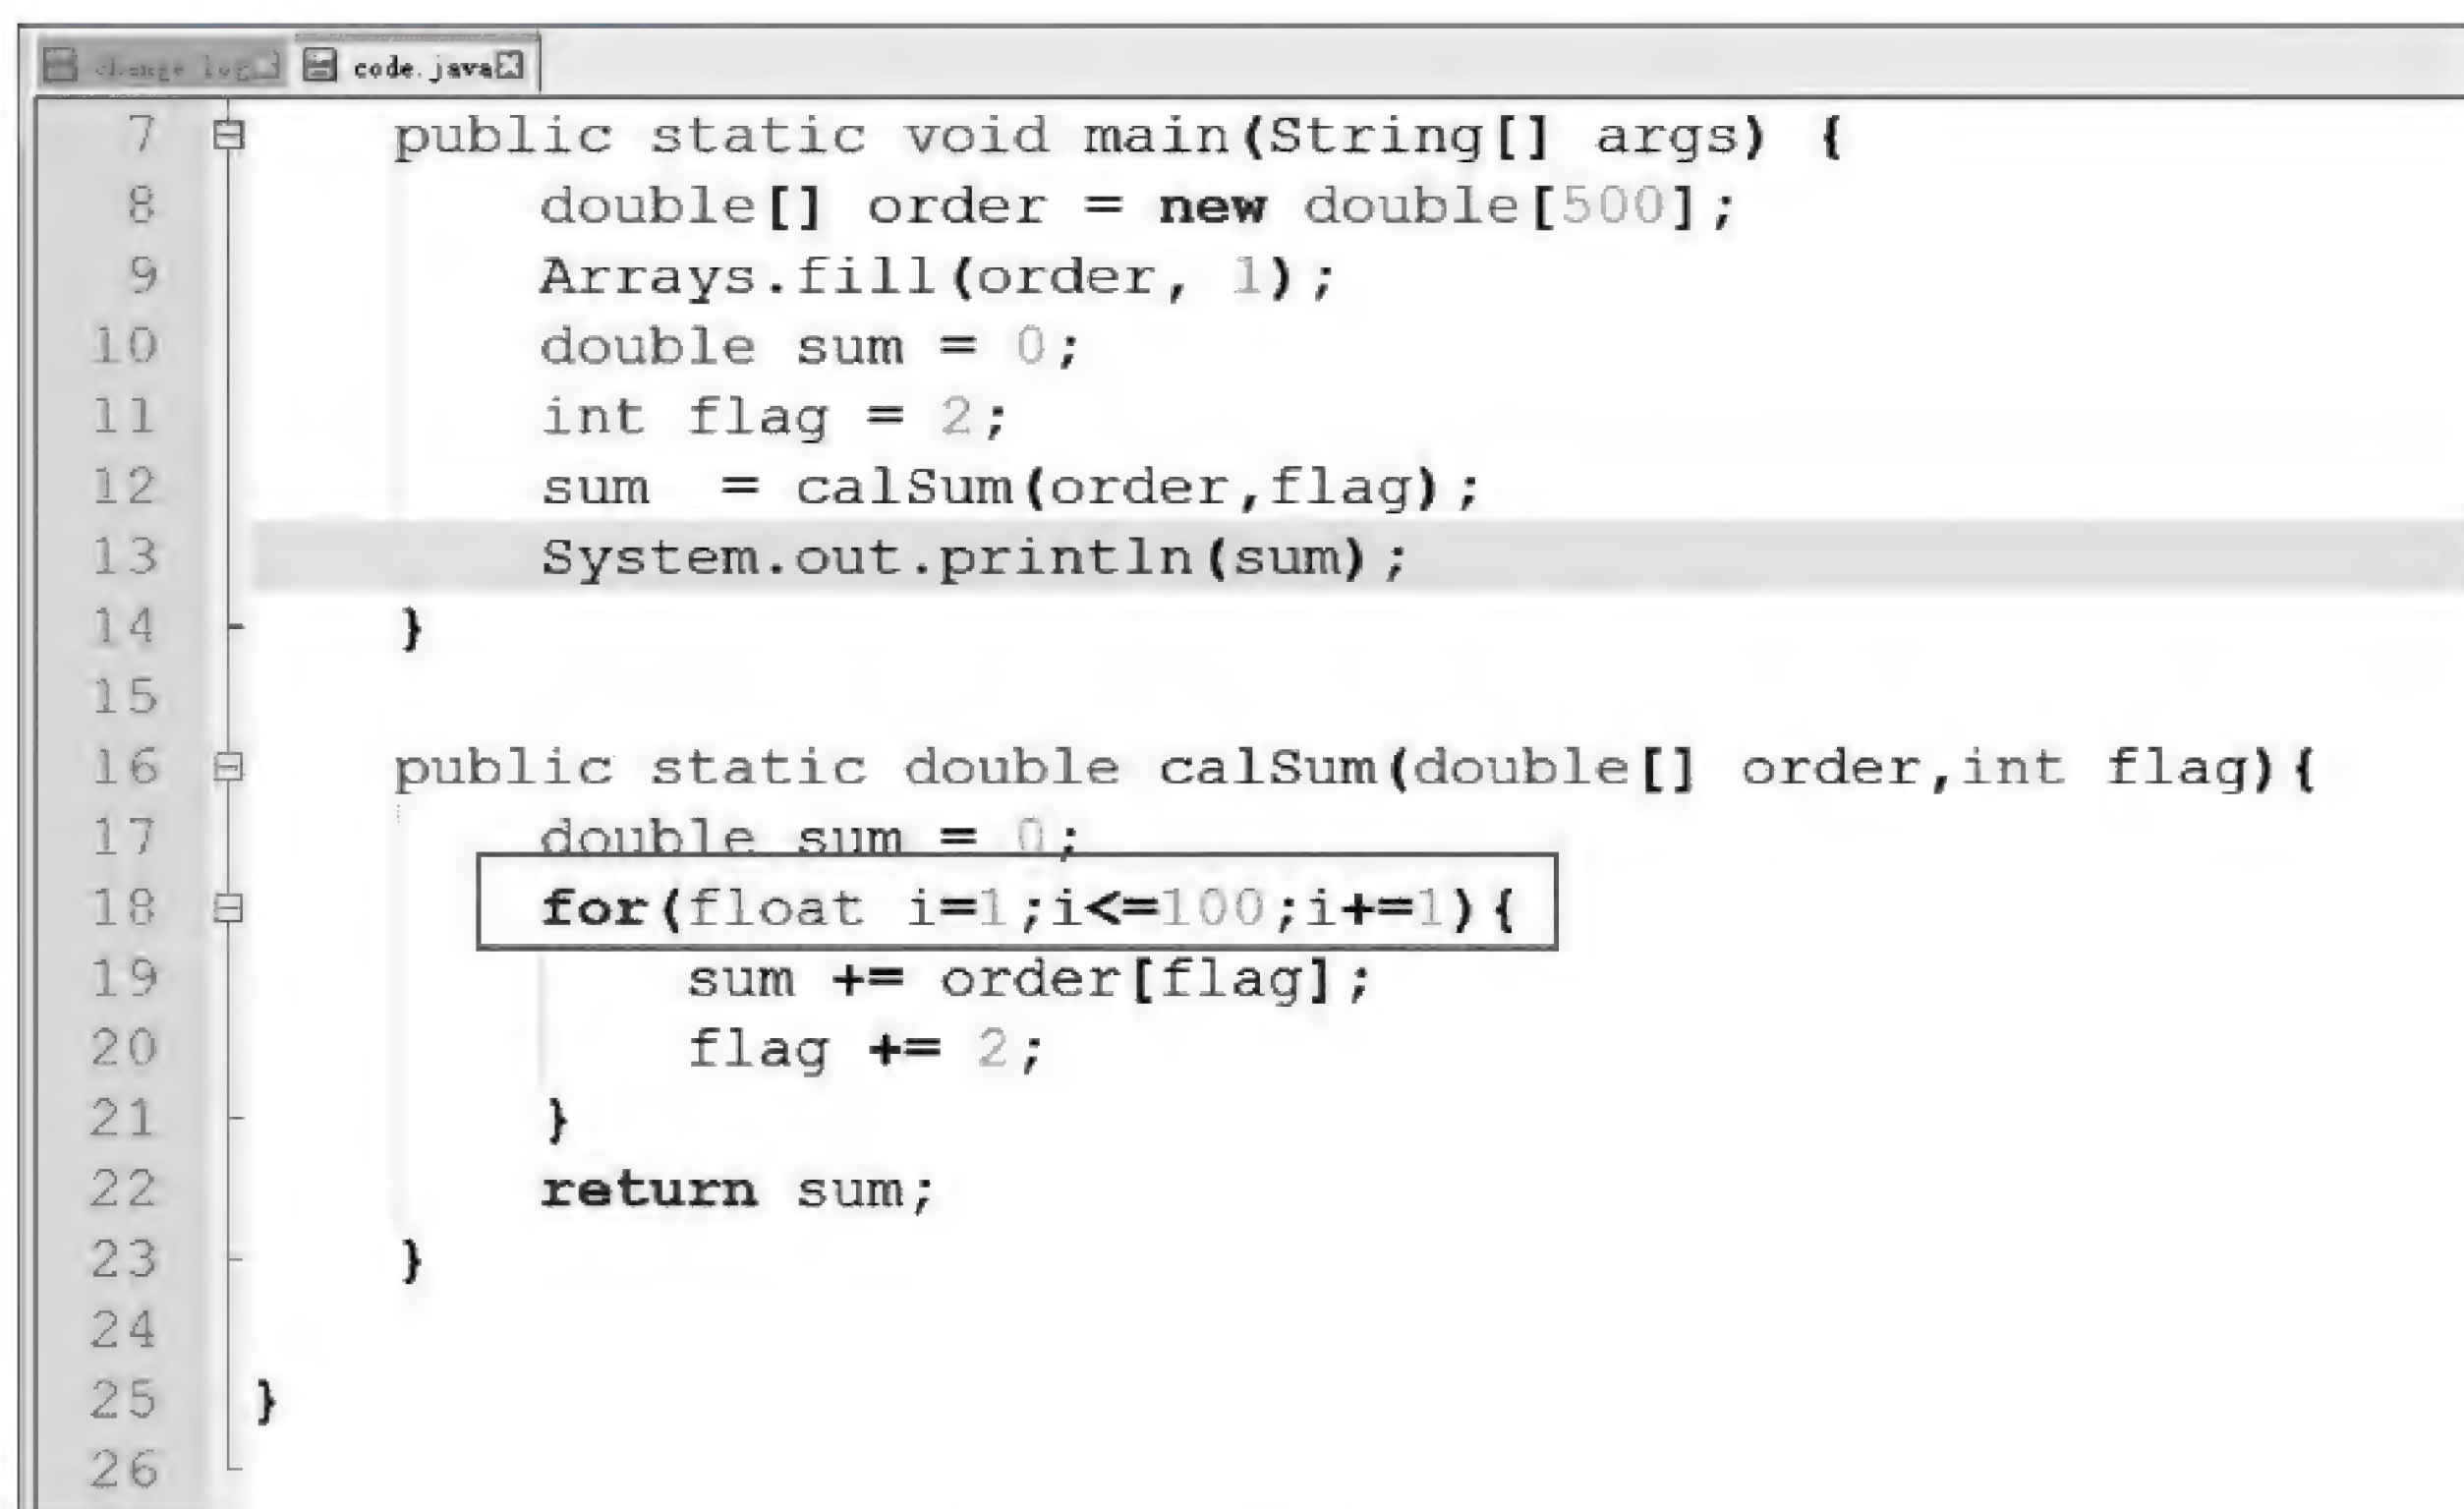 change log code.java
7 public static void main(String[] args) {
8 double[] order = new double[500];
9 Arrays.fill(order, 1);
10 double sum = 0;
11 int flag = 2;
12 sum  = calSum(order,flag);
13 System.out.println(sum);
14 }
15
16 public static double calSum(double[] order,int flag){
17 double sum = 0;
18 for(float i=1;i<=100;i+=1){
19 sum += order[flag];
20 flag += 2;
21 }
22 return sum;
23 }
24
25 }
26